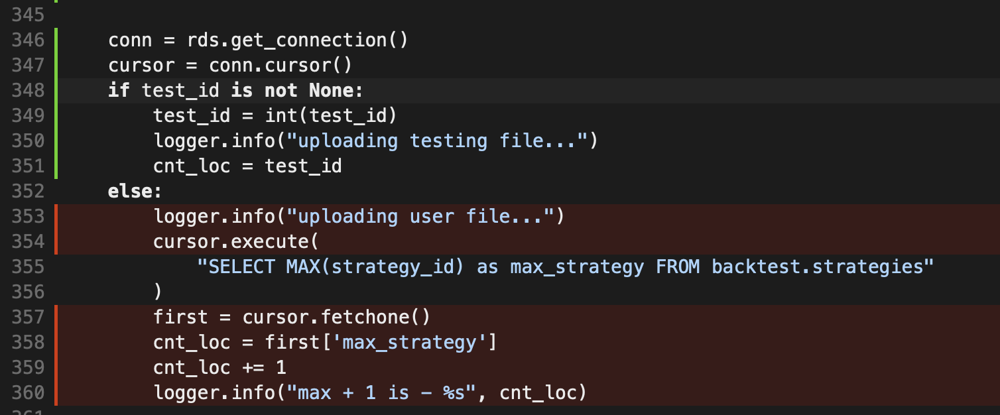 345
346 conn = rds.get_connection()
347 cursor = conn.cursor()
348 if test_id is not None:
349 test_id = int(test_id)
350 logger.info("uploading testing file...")
351 cnt_loc = test_id
352 else:
353 logger.info("uploading user file...")
354 cursor.execute(
355 "SELECT MAX(strategy_id) as max_strategy FROM backtest.strategies"
356 )
357 first = cursor.fetchone()
358 cnt_loc = first['max_strategy']
359 cnt_loc += 1
360 logger.info("max + 1 is - %s", cnt_loc)
361